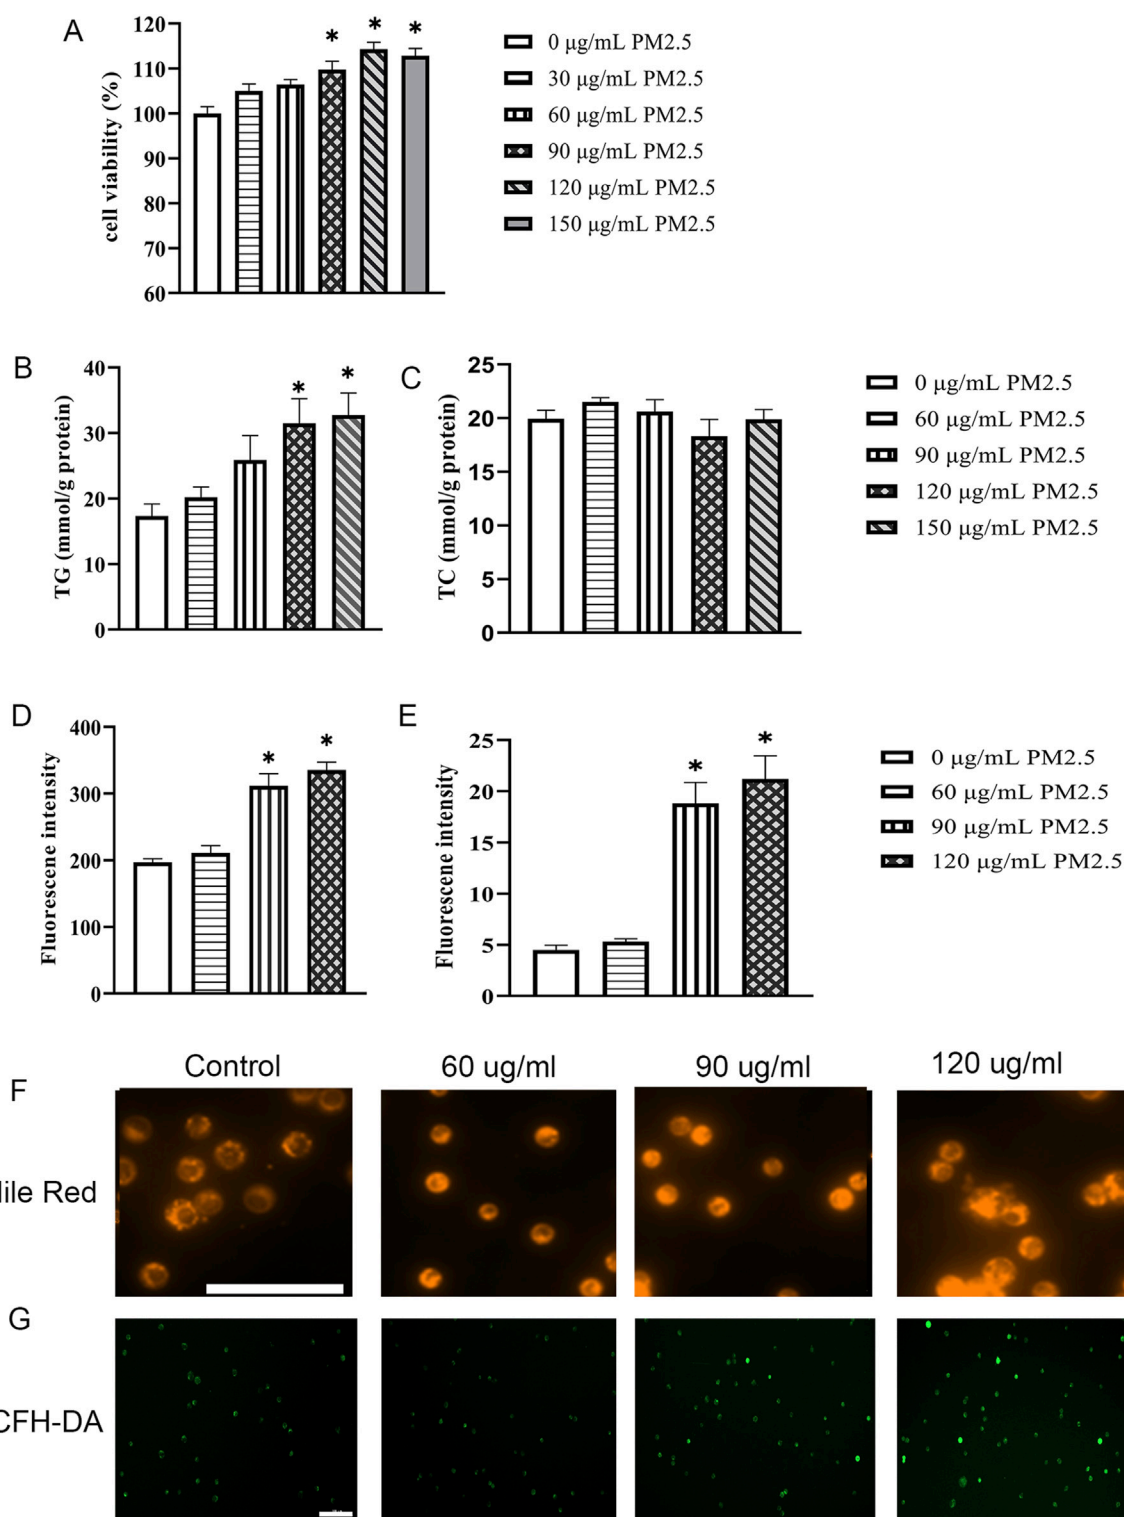 A
120
110
100
90
80
70
60
cell viability (%)
* * *
0 μg/mL PM2.5
30 μg/mL PM2.5
60 μg/mL PM2.5
90 μg/mL PM2.5
120 μg/mL PM2.5
150 μg/mL PM2.5
B
40
30
20
10
0
TG (mmol/g protein)
* *
C
25
20
15
10
5
0
TC (mmol/g protein)
0 μg/mL PM2.5
60 μg/mL PM2.5
90 μg/mL PM2.5
120 μg/mL PM2.5
150 μg/mL PM2.5
D
400
300
200
100
0
Fluorescene intensity
* *
E
25
20
15
10
5
0
Fluorescene intensity
* *
0 μg/mL PM2.5
60 μg/mL PM2.5
90 μg/mL PM2.5
120 μg/mL PM2.5
Control 60 ug/ml 90 ug/ml 120 ug/ml
F
Nile Red
G
CFH-DA